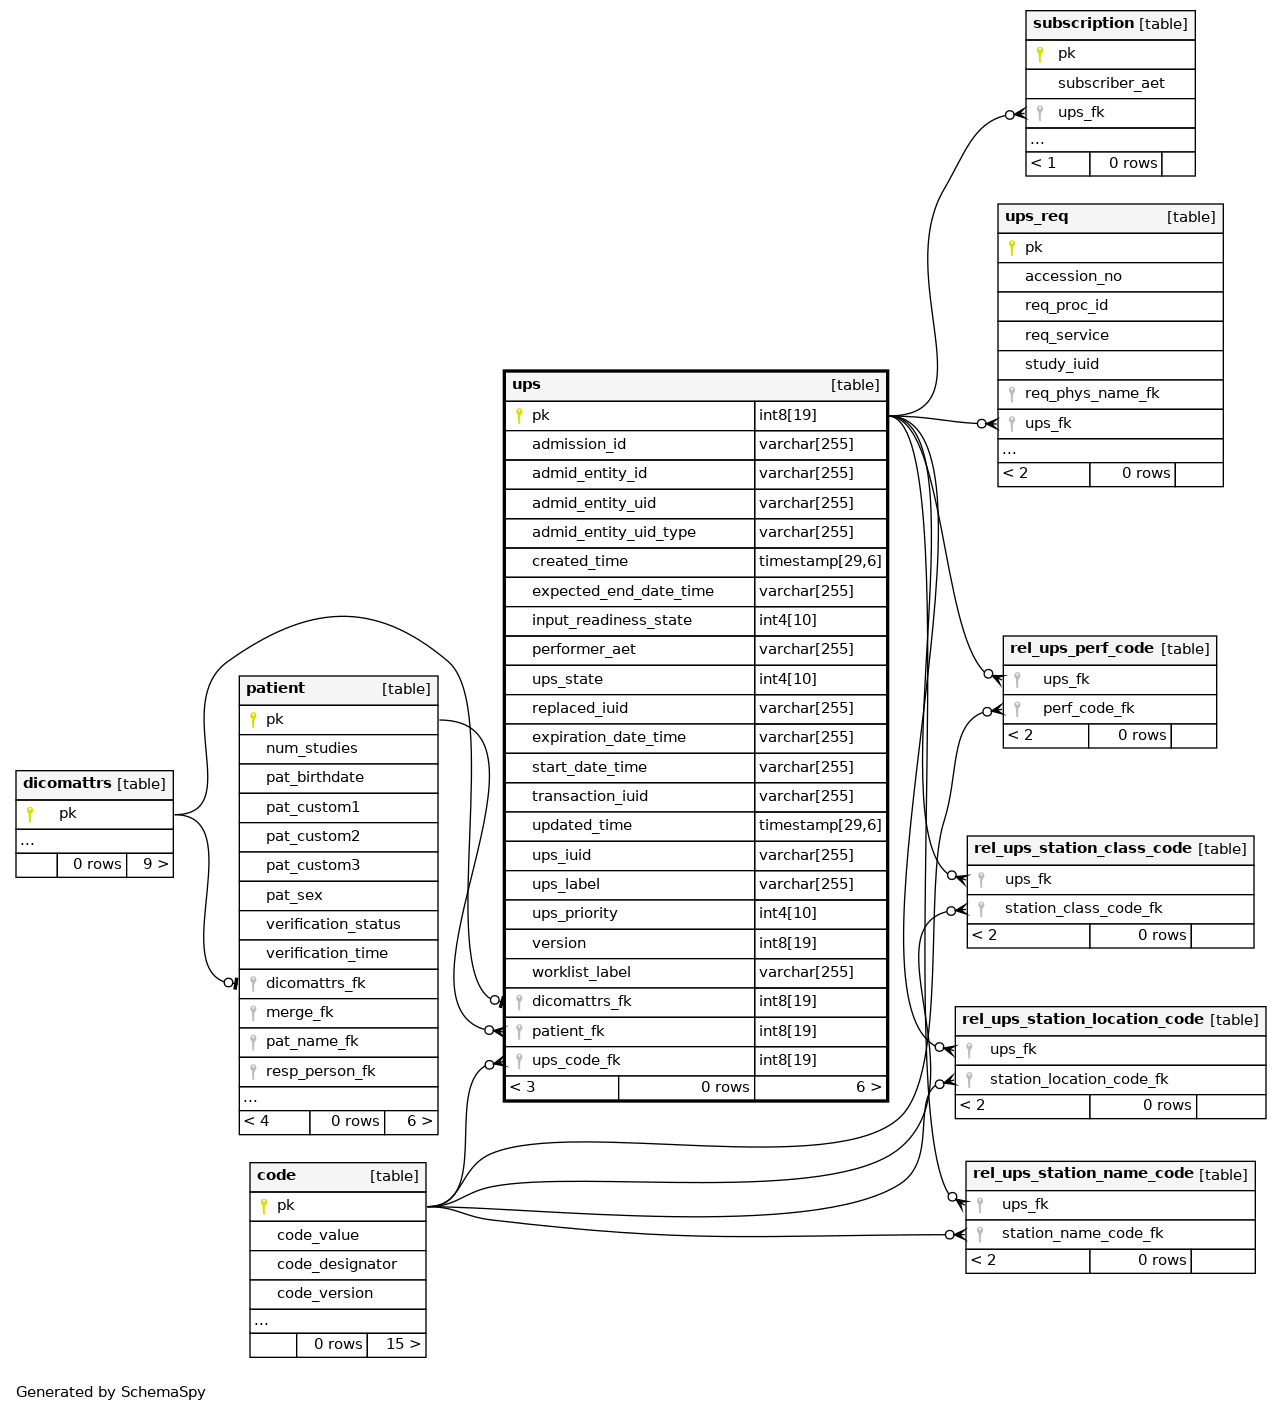 subscription [table]
pk
subscriber_aet
ups_fk
...
< 1 0 rows
ups_req [table]
pk
accession_no
req_proc_id
req_service
study_iuid
req_phys_name_fk
ups_fk
...
< 2 0 rows
ups [table]
pk int8[19]
admission_id varchar[255]
admid_entity_id varchar[255]
admid_entity_uid varchar[255]
admid_entity_uid_type varchar[255]
created_time timestamp[29,6]
expected_end_date_time varchar[255]
input_readiness_state int4[10]
performer_aet varchar[255]
ups_state int4[10]
replaced_iuid varchar[255]
expiration_date_time varchar[255]
start_date_time varchar[255]
transaction_iuid varchar[255]
updated_time timestamp[29,6]
ups_iuid varchar[255]
ups_label varchar[255]
ups_priority int4[10]
version int8[19]
worklist_label varchar[255]
dicomattrs_fk int8[19]
patient_fk int8[19]
ups_code_fk int8[19]
< 3 0 rows 6 >
rel_ups_perf_code [table]
ups_fk
perf_code_fk
< 2 0 rows
patient [table]
pk
num_studies
pat_birthdate
pat_custom1
pat_custom2
pat_custom3
pat_sex
verification_status
verification_time
dicomattrs_fk
merge_fk
pat_name_fk
resp_person_fk
...
< 4 0 rows 6 >
dicomattrs [table]
pk
...
0 rows 9 >
rel_ups_station_class_code [table]
ups_fk
station_class_code_fk
< 2 0 rows
rel_ups_station_location_code [table]
ups_fk
station_location_code_fk
< 2 0 rows
code [table]
pk
code_value
code_designator
code_version
...
0 rows 15 >
rel_ups_station_name_code [table]
ups_fk
station_name_code_fk
< 2 0 rows
Generated by SchemaSpy